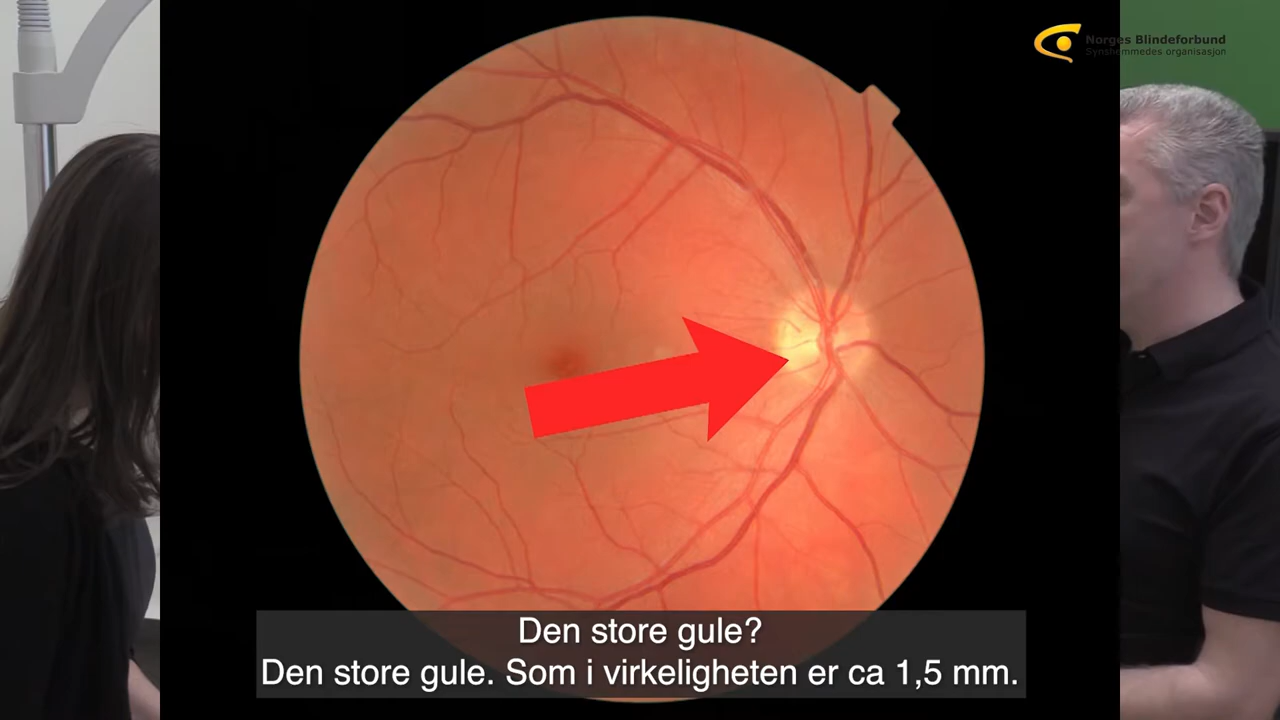 Norges Blindeforbund
Synshemmedes organisasjon
Den store gule?
Den store gule. Som i virkeligheten er ca 1,5 mm.